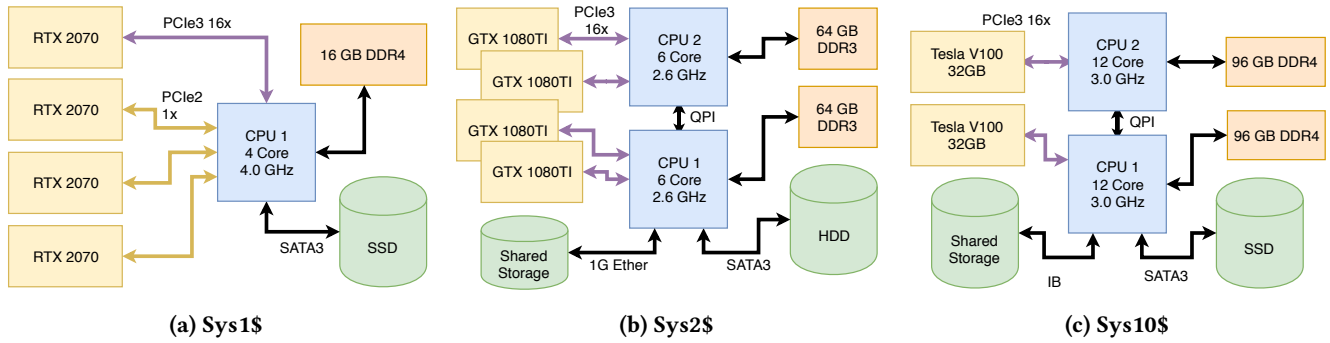 RTX 2070
PCIe3 16x
16 GB DDR4
RTX 2070
PCIe2
1x
CPU 1
4 Core
4.0 GHz
RTX 2070
RTX 2070
SATA3
SSD
(a) Sys1$
GTX 1080TI
PCIe3
16x
CPU 2
6 Core
2.6 GHz
64 GB
DDR3
GTX 1080TI
QPI
GTX 1080TI
64 GB
DDR3
GTX 1080TI
CPU 1
6 Core
2.6 GHz
Shared
Storage
1G Ether
SATA3
HDD
(b) Sys2$
PCIe3 16x
Tesla V100
32GB
CPU 2
12 Core
3.0 GHz
96 GB DDR4
QPI
Tesla V100
32GB
96 GB DDR4
CPU 1
12 Core
3.0 GHz
Shared
Storage
IB
SATA3
SSD
(c) Sys10$